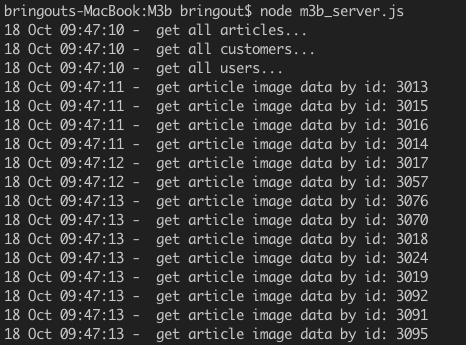 bringouts-MacBook:M3b bringout$ node m3b_server.js
18 Oct 09:47:10 -  get all articles...
18 Oct 09:47:10 -  get all customers...
18 Oct 09:47:10 -  get all users...
18 Oct 09:47:11 -  get article image data by id: 3013
18 Oct 09:47:11 -  get article image data by id: 3015
18 Oct 09:47:11 -  get article image data by id: 3016
18 Oct 09:47:11 -  get article image data by id: 3014
18 Oct 09:47:12 -  get article image data by id: 3017
18 Oct 09:47:12 -  get article image data by id: 3057
18 Oct 09:47:13 -  get article image data by id: 3076
18 Oct 09:47:13 -  get article image data by id: 3070
18 Oct 09:47:13 -  get article image data by id: 3018
18 Oct 09:47:13 -  get article image data by id: 3024
18 Oct 09:47:13 -  get article image data by id: 3019
18 Oct 09:47:13 -  get article image data by id: 3092
18 Oct 09:47:13 -  get article image data by id: 3091
18 Oct 09:47:13 -  get article image data by id: 3095